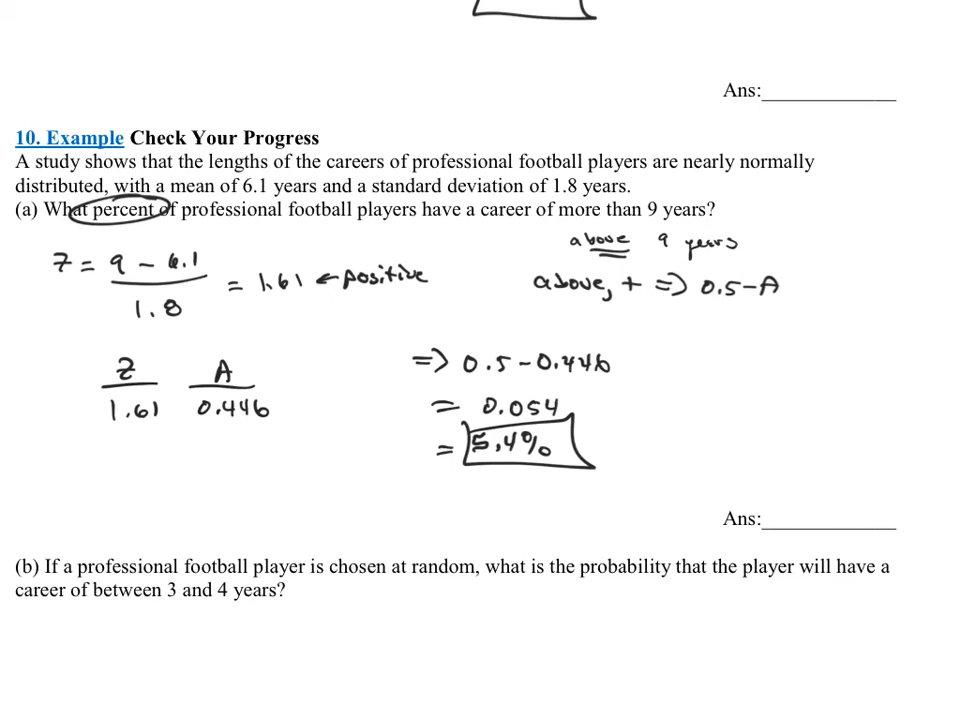 Ans:_____________
10. Example Check Your Progress
A study shows that the lengths of the careers of professional football players are nearly normally
distributed, with a mean of 6.1 years and a standard deviation of 1.8 years.
(a) What percent of professional football players have a career of more than 9 years?
above 9 years
z = 9 - 6.1
1.8
= 1.61 ← positive
above, + => 0.5-A
z A
1.61 0.446
=> 0.5 - 0.446
= 0.054
= 5.4%
Ans:_____________
(b) If a professional football player is chosen at random, what is the probability that the player will have a
career of between 3 and 4 years?